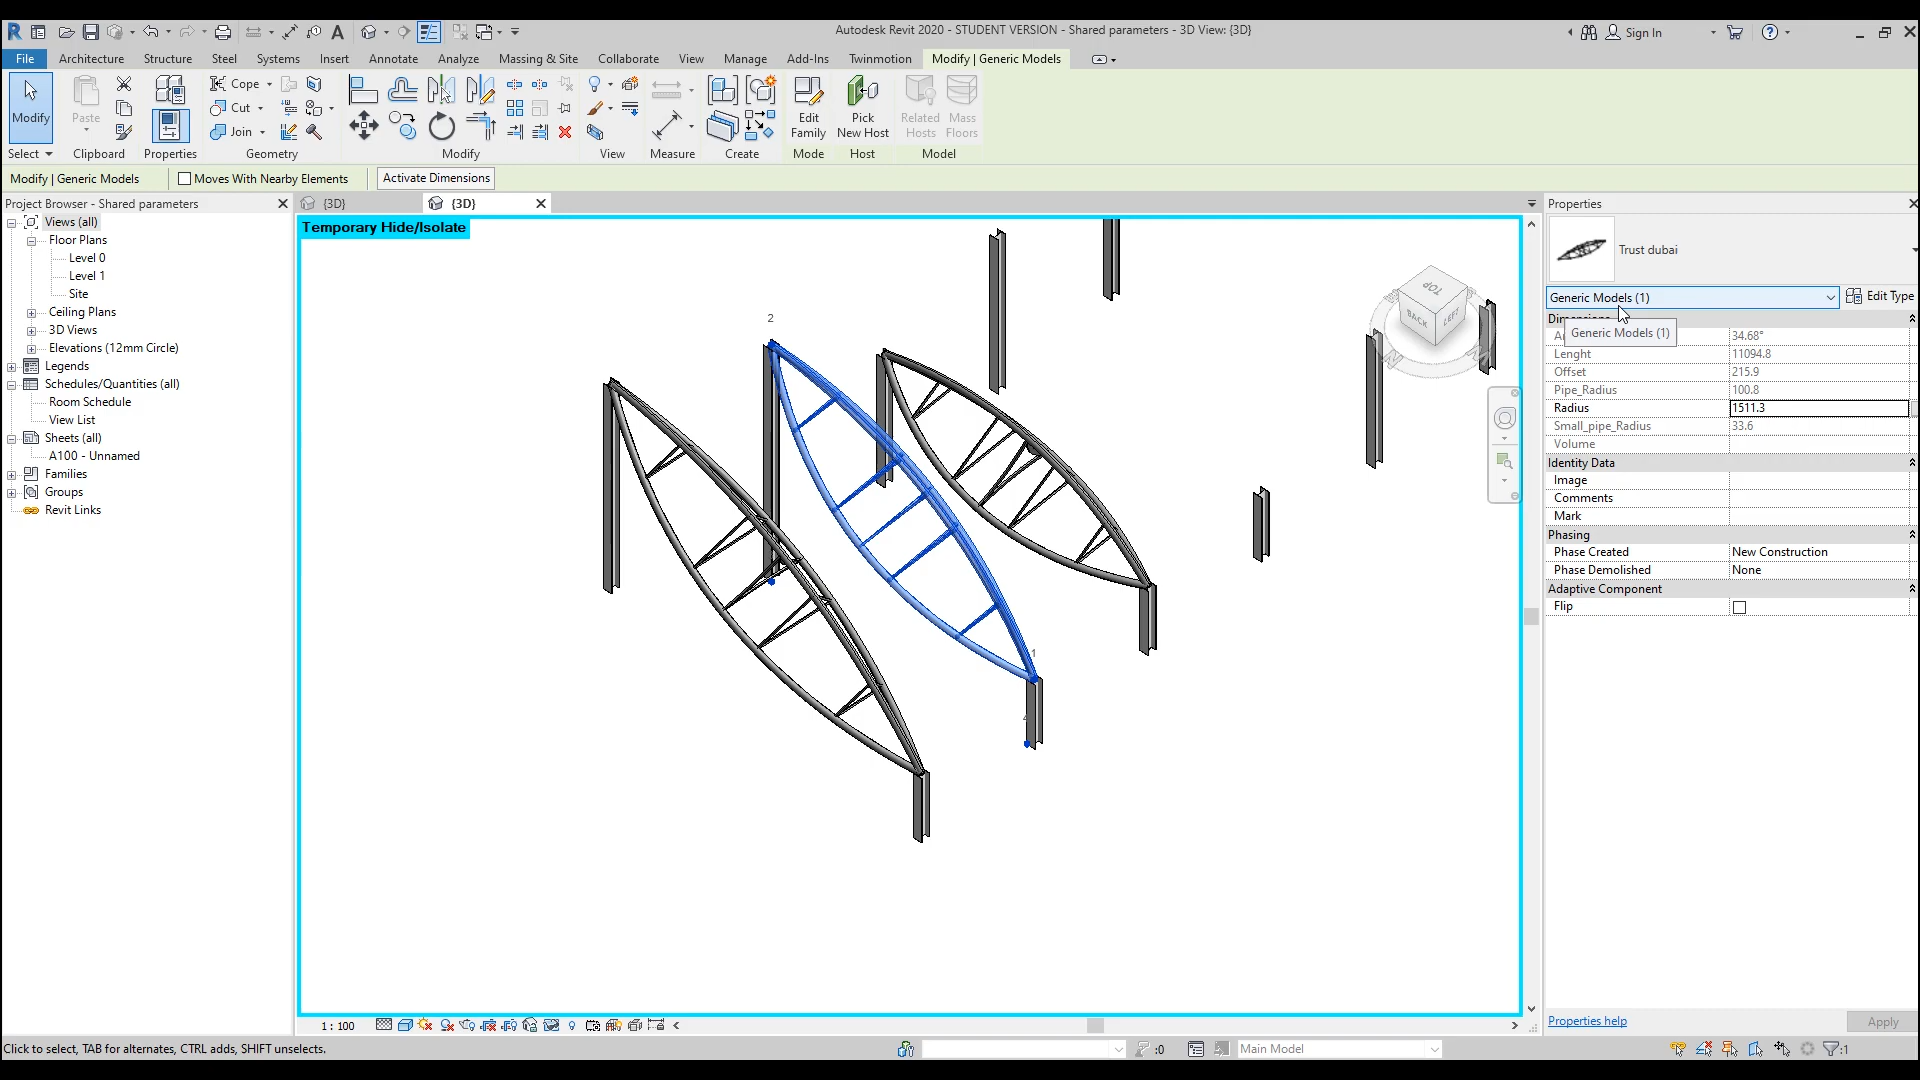 Autodesk Revit 2020 - STUDENT VERSION - Shared parameters - 3D View: {3D}
Sign In
File
Architecture
Structure
Steel
Systems
Insert
Annotate
Analyze
Massing & Site
Collaborate
View
Manage
Add-Ins
Twinmotion
Modify | Generic Models
Modify
Paste
Cope
Cut
Join
Edit
Family
Pick
New Host
Related
Hosts
Mass
Floors
Select
Clipboard
Properties
Geometry
Modify
View
Measure
Create
Mode
Host
Model
Modify | Generic Models
Moves With Nearby Elements
Activate Dimensions
Project Browser - Shared parameters
{3D}
{3D}
Properties
Views (all)
Floor Plans
Level 0
Level 1
Site
Ceiling Plans
3D Views
Elevations (12mm Circle)
Legends
Schedules/Quantities (all)
Room Schedule
View List
Sheets (all)
A100 - Unnamed
Families
Groups
Revit Links
Temporary Hide/Isolate
2
1
TOP
BACK
LEFT
Trust dubai
Generic Models (1)
Edit Type
Generic Models (1)
34.68°
Lenght 11094.8
Offset 215.9
Pipe_Radius 100.8
Radius 1511.3
Small_pipe_Radius 33.6
Volume
Identity Data
Image
Comments
Mark
Phasing
Phase Created New Construction
Phase Demolished None
Adaptive Component
Flip
Properties help
Apply
1 : 100
Click to select, TAB for alternates, CTRL adds, SHIFT unselects.
:0
Main Model
:1